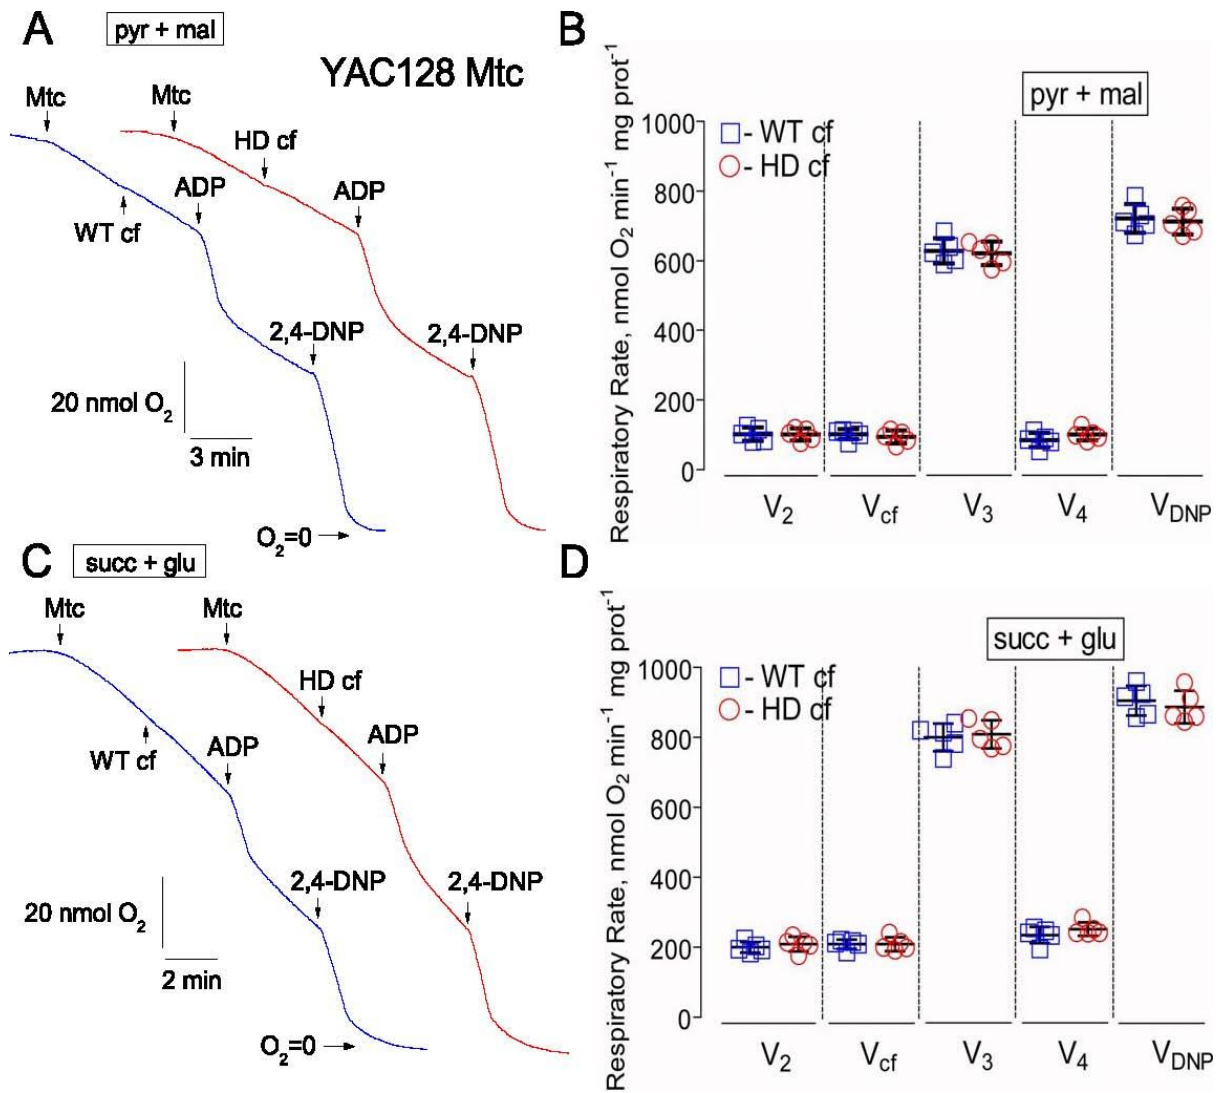 A
pyr + mal
YAC128 Mtc
Mtc
Mtc
HD cf
ADP
ADP
WT cf
2,4-DNP
2,4-DNP
20 nmol O2
3 min
O2=0
B
pyr + mal
Respiratory Rate, nmol O2 min-1 mg prot-1
1000
- WT cf
- HD cf
800
600
400
200
0
V2
Vcf
V3
V4
VDNP
C
succ + glu
Mtc
Mtc
HD cf
ADP
WT cf
ADP
2,4-DNP
2,4-DNP
20 nmol O2
2 min
O2=0
D
succ + glu
Respiratory Rate, nmol O2 min-1 mg prot-1
1000
- WT cf
- HD cf
800
600
400
200
0
V2
Vcf
V3
V4
VDNP